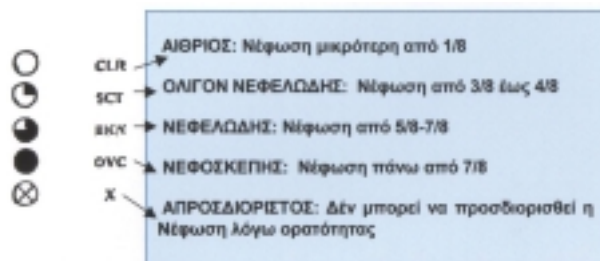 CLR ΑΙΘΡΙΟΣ: Νέφωση μικρότερη από 1/8
SCT ΟΛΙΓΟΝ ΝΕΦΕΛΩΔΗΣ: Νέφωση από 3/8 έως 4/8
BKN ΝΕΦΕΛΩΔΗΣ: Νέφωση από 5/8-7/8
OVC ΝΕΦΟΣΚΕΠΗΣ: Νέφωση πάνω από 7/8
X ΑΠΡΟΣΔΙΟΡΙΣΤΟΣ: Δέν μπορεί να προσδιορισθεί η
Νέφωση λόγω ορατότητας